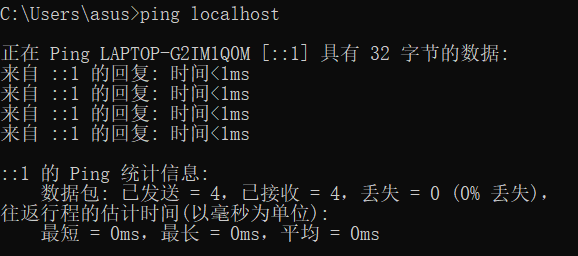 C:\Users\asus>ping localhost
正在 Ping LAPTOP-G2IM1Q0M [::1] 具有 32 字节的数据:
来自 ::1 的回复: 时间<1ms
来自 ::1 的回复: 时间<1ms
来自 ::1 的回复: 时间<1ms
来自 ::1 的回复: 时间<1ms
::1 的 Ping 统计信息:
数据包: 已发送 = 4，已接收 = 4，丢失 = 0 (0% 丢失)，
往返行程的估计时间(以毫秒为单位):
最短 = 0ms，最长 = 0ms，平均 = 0ms